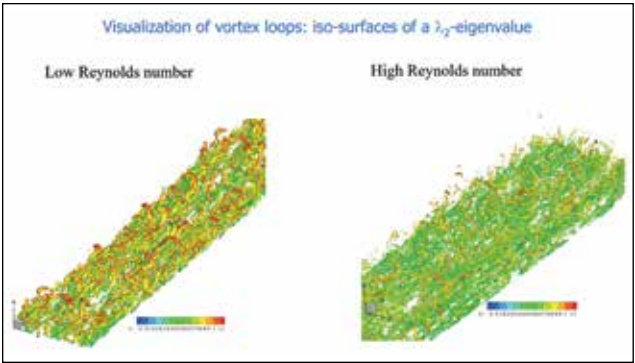 Visualization of vortex loops: iso-surfaces of a λ₂-eigenvalue
Low Reynolds number
High Reynolds number